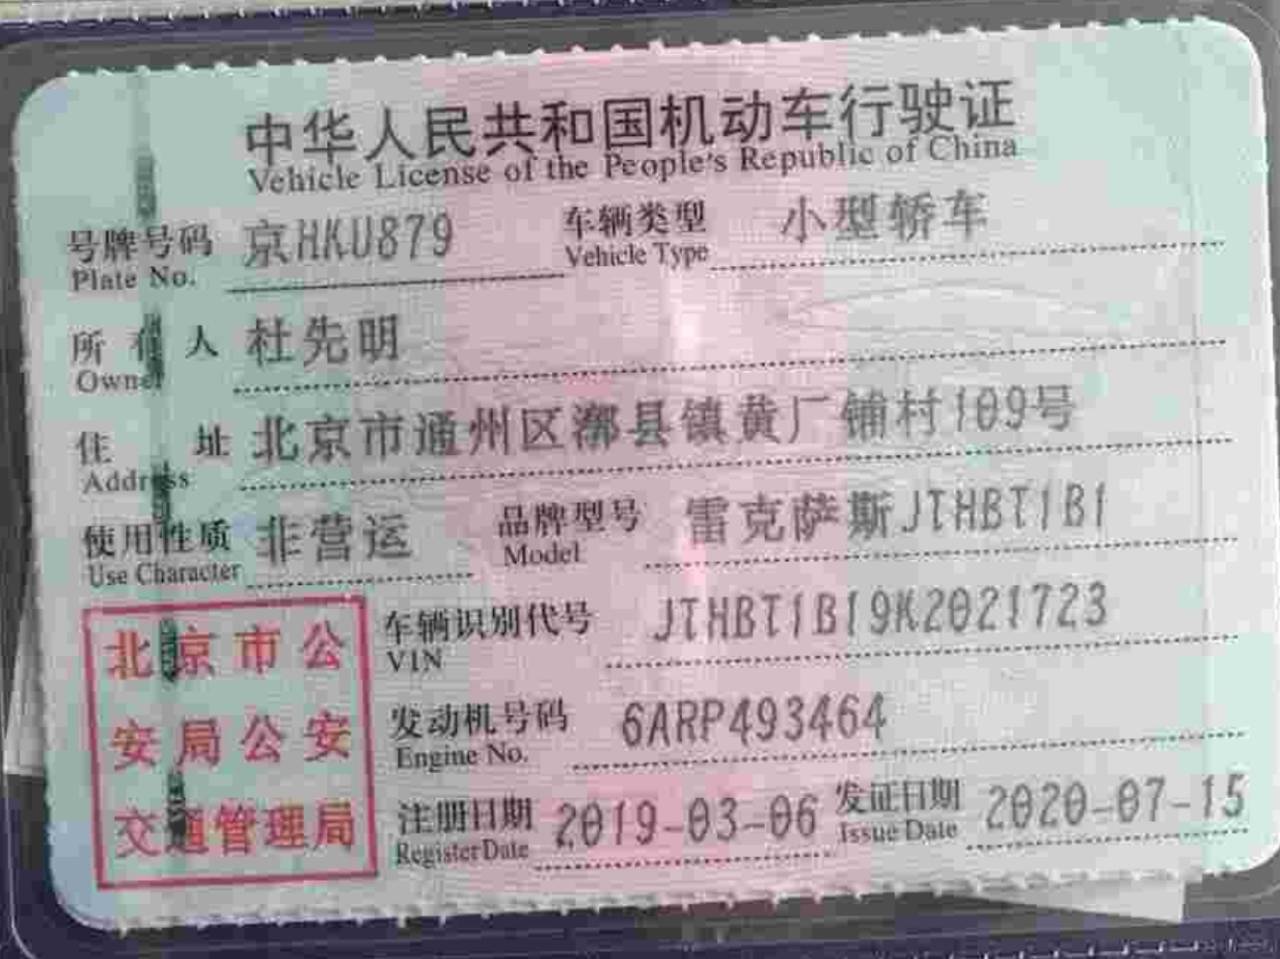 中华人民共和国机动车行驶证
Vehicle License of the People's Republic of China
号牌号码 京HKU879 车辆类型 小型轿车
Plate No. Vehicle Type
所有人 杜先明
Owner
住址 北京市通州区漷县镇黄厂铺村109号
Address
使用性质 非营运 品牌型号 雷克萨斯JTHBT1B1
Use Character Model
车辆识别代号 JTHBT1B19K2021723
VIN
发动机号码 6ARP493464
Engine No.
注册日期 2019-03-06 发证日期 2020-07-15
Register Date Issue Date
北京市公
安局公安
交通管理局